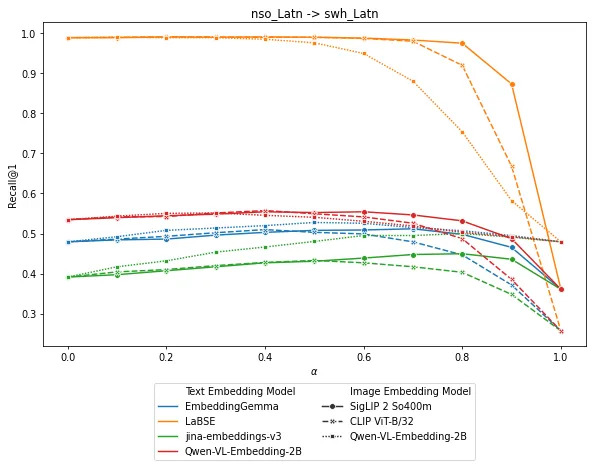 nso_Latn -> swh_Latn
1.0
0.9
0.8
0.7
0.6
0.5
0.4
0.3
Recall@1
0.0 0.2 0.4 0.6 0.8 1.0
α
Text Embedding Model
EmbeddingGemma
LaBSE
jina-embeddings-v3
Qwen-VL-Embedding-2B
Image Embedding Model
SigLIP 2 So400m
CLIP ViT-B/32
Qwen-VL-Embedding-2B